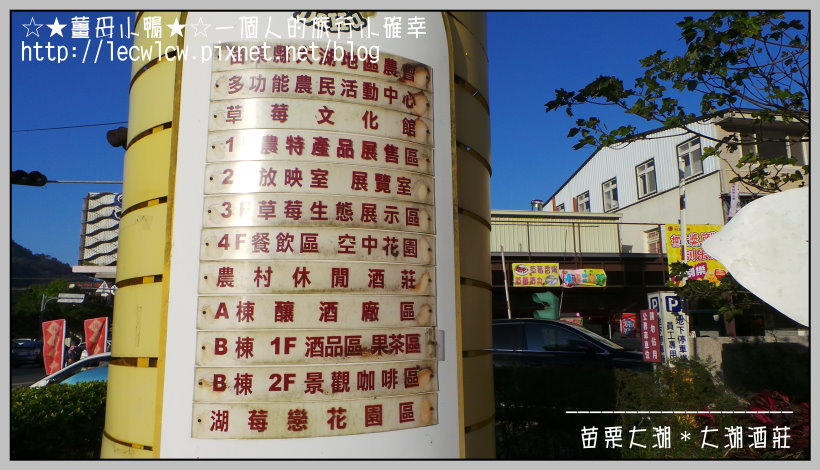 ☆★薑母小鴨★☆一個人的旅行小確幸
http://lecwlcw.pixnet.net/blog
多功能農民活動中心
草莓文化館
1F農特產品展售區
2F放映室 展覽室
3F草莓生態展示區
4F餐飲區 空中花園
農村休閒酒莊
A棟釀酒廠區
B棟 1F酒品區 果茶區
B棟 2F景觀咖啡區
湖莓戀花園區
P
P
苗栗大湖*大湖酒莊